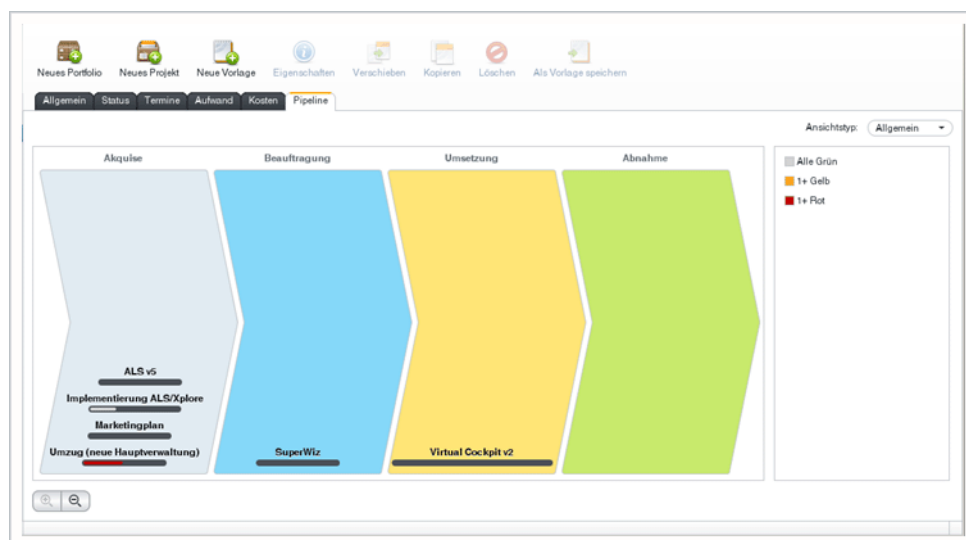 Neues Portfolio Neues Projekt Neue Vorlage Eigenschaften Verschieben Kopieren Löschen Als Vorlage speichern
Allgemein Status Termine Aufwand Kosten Pipeline
Ansichtstyp: Allgemein
Akquise Beauftragung Umsetzung Abnahme
Alle Grün
1+ Gelb
1+ Rot
ALS v5
Implementierung ALS/Xplore
Marketingplan
Umzug (neue Hauptverwaltung) SuperWiz Virtual Cockpit v2